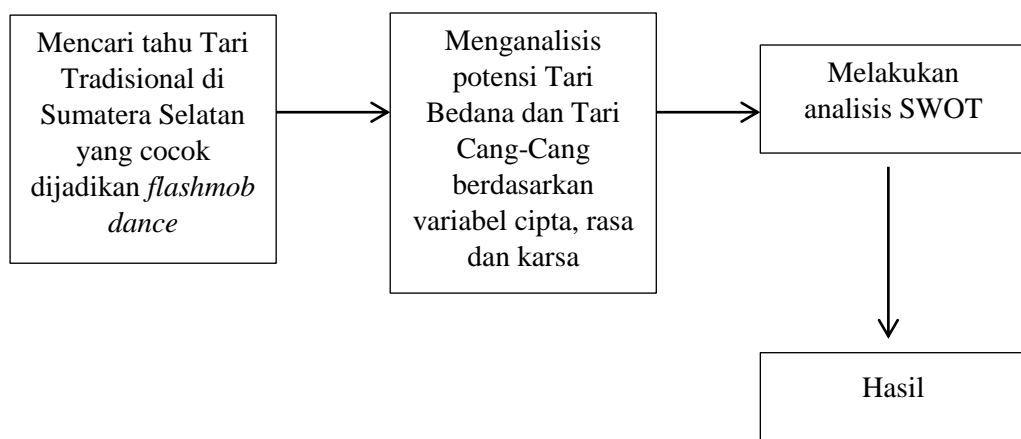 Mencari tahu Tari
Tradisional di
Sumatera Selatan
yang cocok
dijadikan flashmob
dance
Menganalisis
potensi Tari
Bedana dan Tari
Cang-Cang
berdasarkan
variabel cipta, rasa
dan karsa
Melakukan
analisis SWOT
Hasil